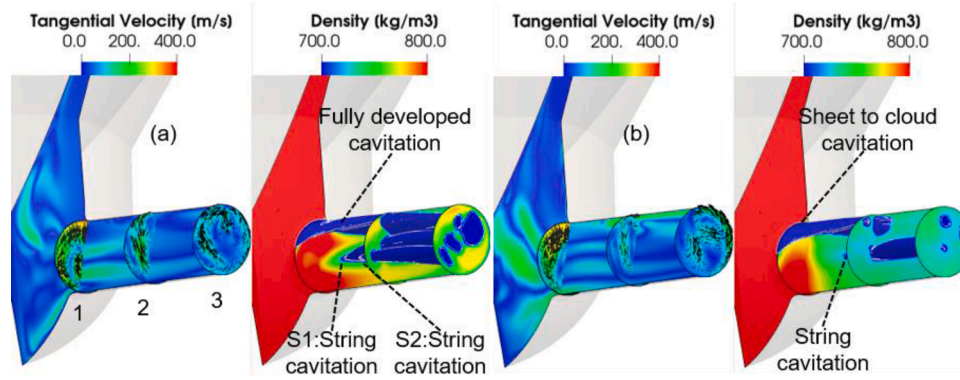 Tangential Velocity [m/s]
0.0 200. 400.0
(a)
1
2
3
Density [kg/m3]
700.0 800.0
Fully developed
cavitation
S1:String
cavitation
S2:String
cavitation
Tangential Velocity [m/s]
0.0 200. 400.0
(b)
Density [kg/m3]
700.0 800.0
Sheet to cloud
cavitation
String
cavitation